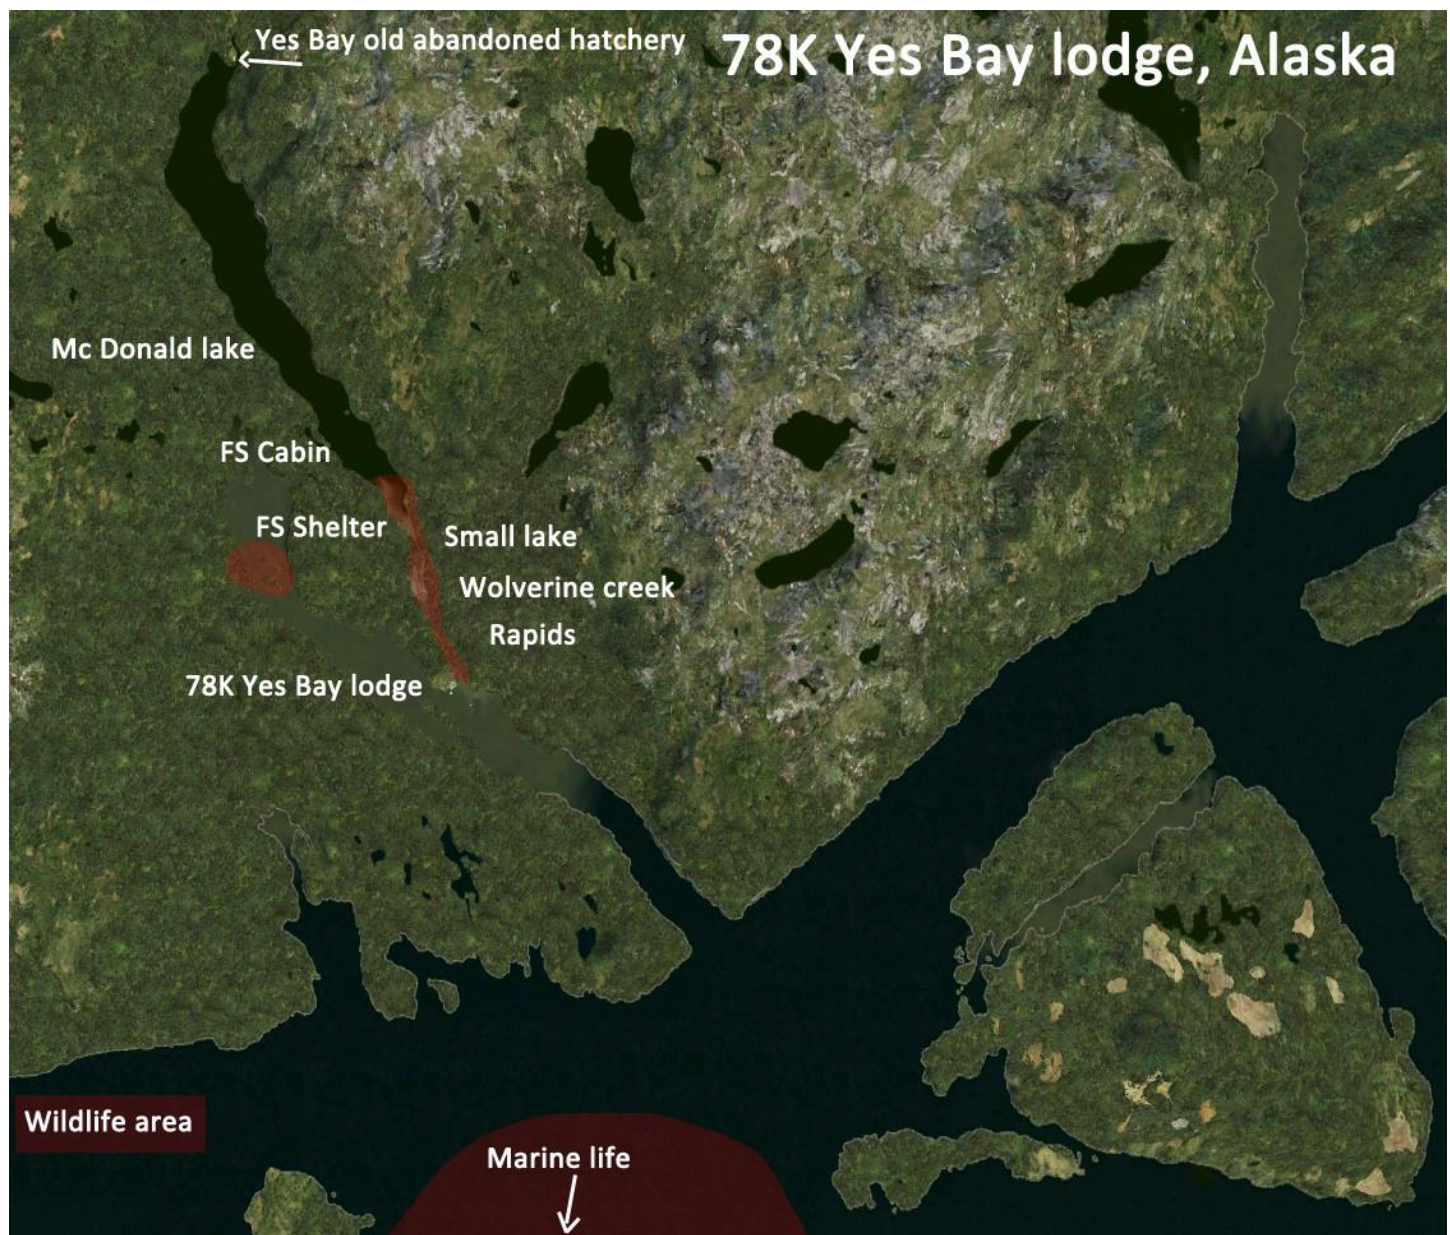 Yes Bay old abandoned hatchery
78K Yes Bay lodge, Alaska
Mc Donald lake
FS Cabin
FS Shelter
Small lake
Wolverine creek
Rapids
78K Yes Bay lodge
Wildlife area
Marine life